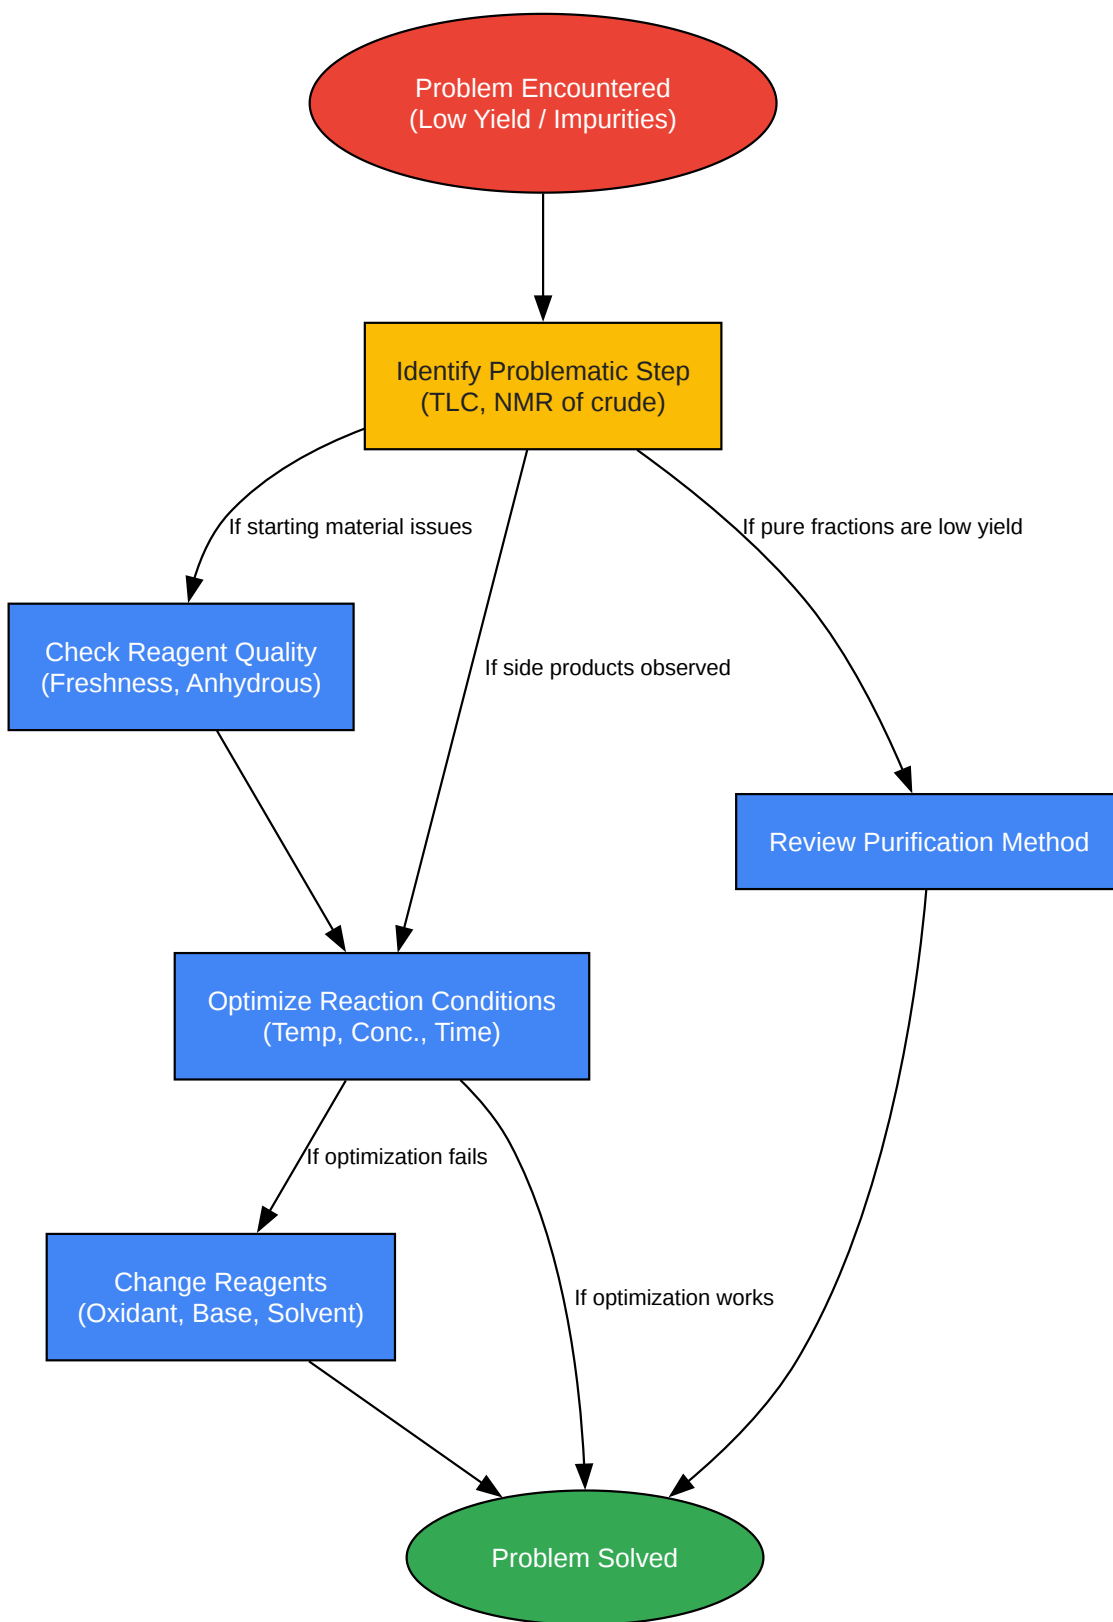 Problem Encountered
(Low Yield / Impurities)
Identify Problematic Step
(TLC, NMR of crude)
If starting material issues
If pure fractions are low yield
Check Reagent Quality
(Freshness, Anhydrous)
If side products observed
Review Purification Method
Optimize Reaction Conditions
(Temp, Conc., Time)
If optimization fails
Change Reagents
(Oxidant, Base, Solvent)
If optimization works
Problem Solved